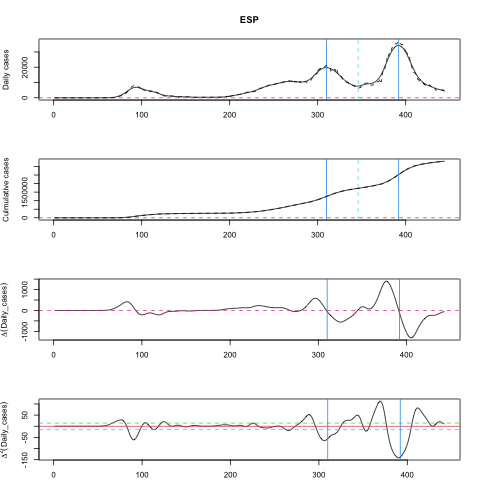 ESP
Daily cases
20000
0
0 100 200 300 400
Culmulative cases
1500000
0
0 100 200 300 400
Δ(Daily_cases)
1000
0
-1000
0 100 200 300 400
Δ²(Daily_cases)
50
-50
-150
0 100 200 300 400